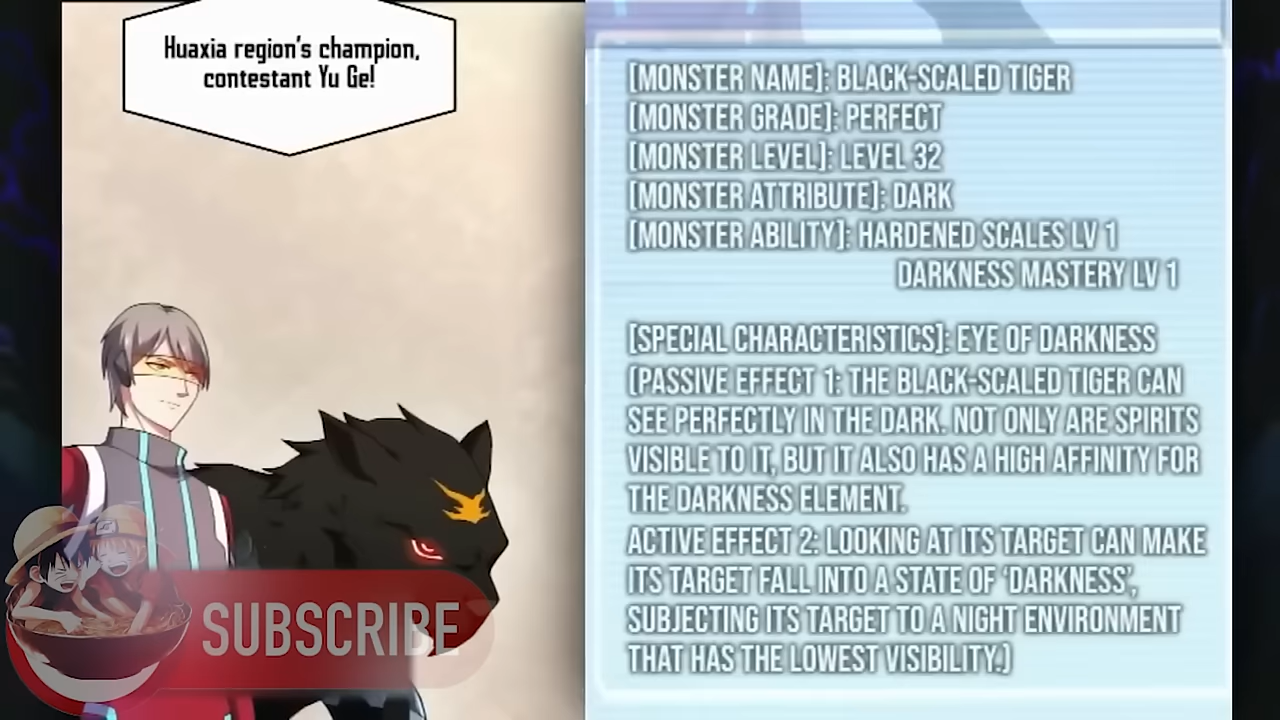 Huaxia region's champion,
contestant Yu Ge!
[MONSTER NAME]: BLACK-SCALED TIGER
[MONSTER GRADE]: PERFECT
[MONSTER LEVEL]: LEVEL 32
[MONSTER ATTRIBUTE]: DARK
[MONSTER ABILITY]: HARDENED SCALES LV 1
DARKNESS MASTERY LV 1
[SPECIAL CHARACTERISTICS]: EYE OF DARKNESS
(PASSIVE EFFECT 1: THE BLACK-SCALED TIGER CAN
SEE PERFECTLY IN THE DARK. NOT ONLY ARE SPIRITS
VISIBLE TO IT, BUT IT ALSO HAS A HIGH AFFINITY FOR
THE DARKNESS ELEMENT.
ACTIVE EFFECT 2: LOOKING AT ITS TARGET CAN MAKE
ITS TARGET FALL INTO A STATE OF 'DARKNESS',
SUBJECTING ITS TARGET TO A NIGHT ENVIRONMENT
THAT HAS THE LOWEST VISIBILITY.)
SUBSCRIBE